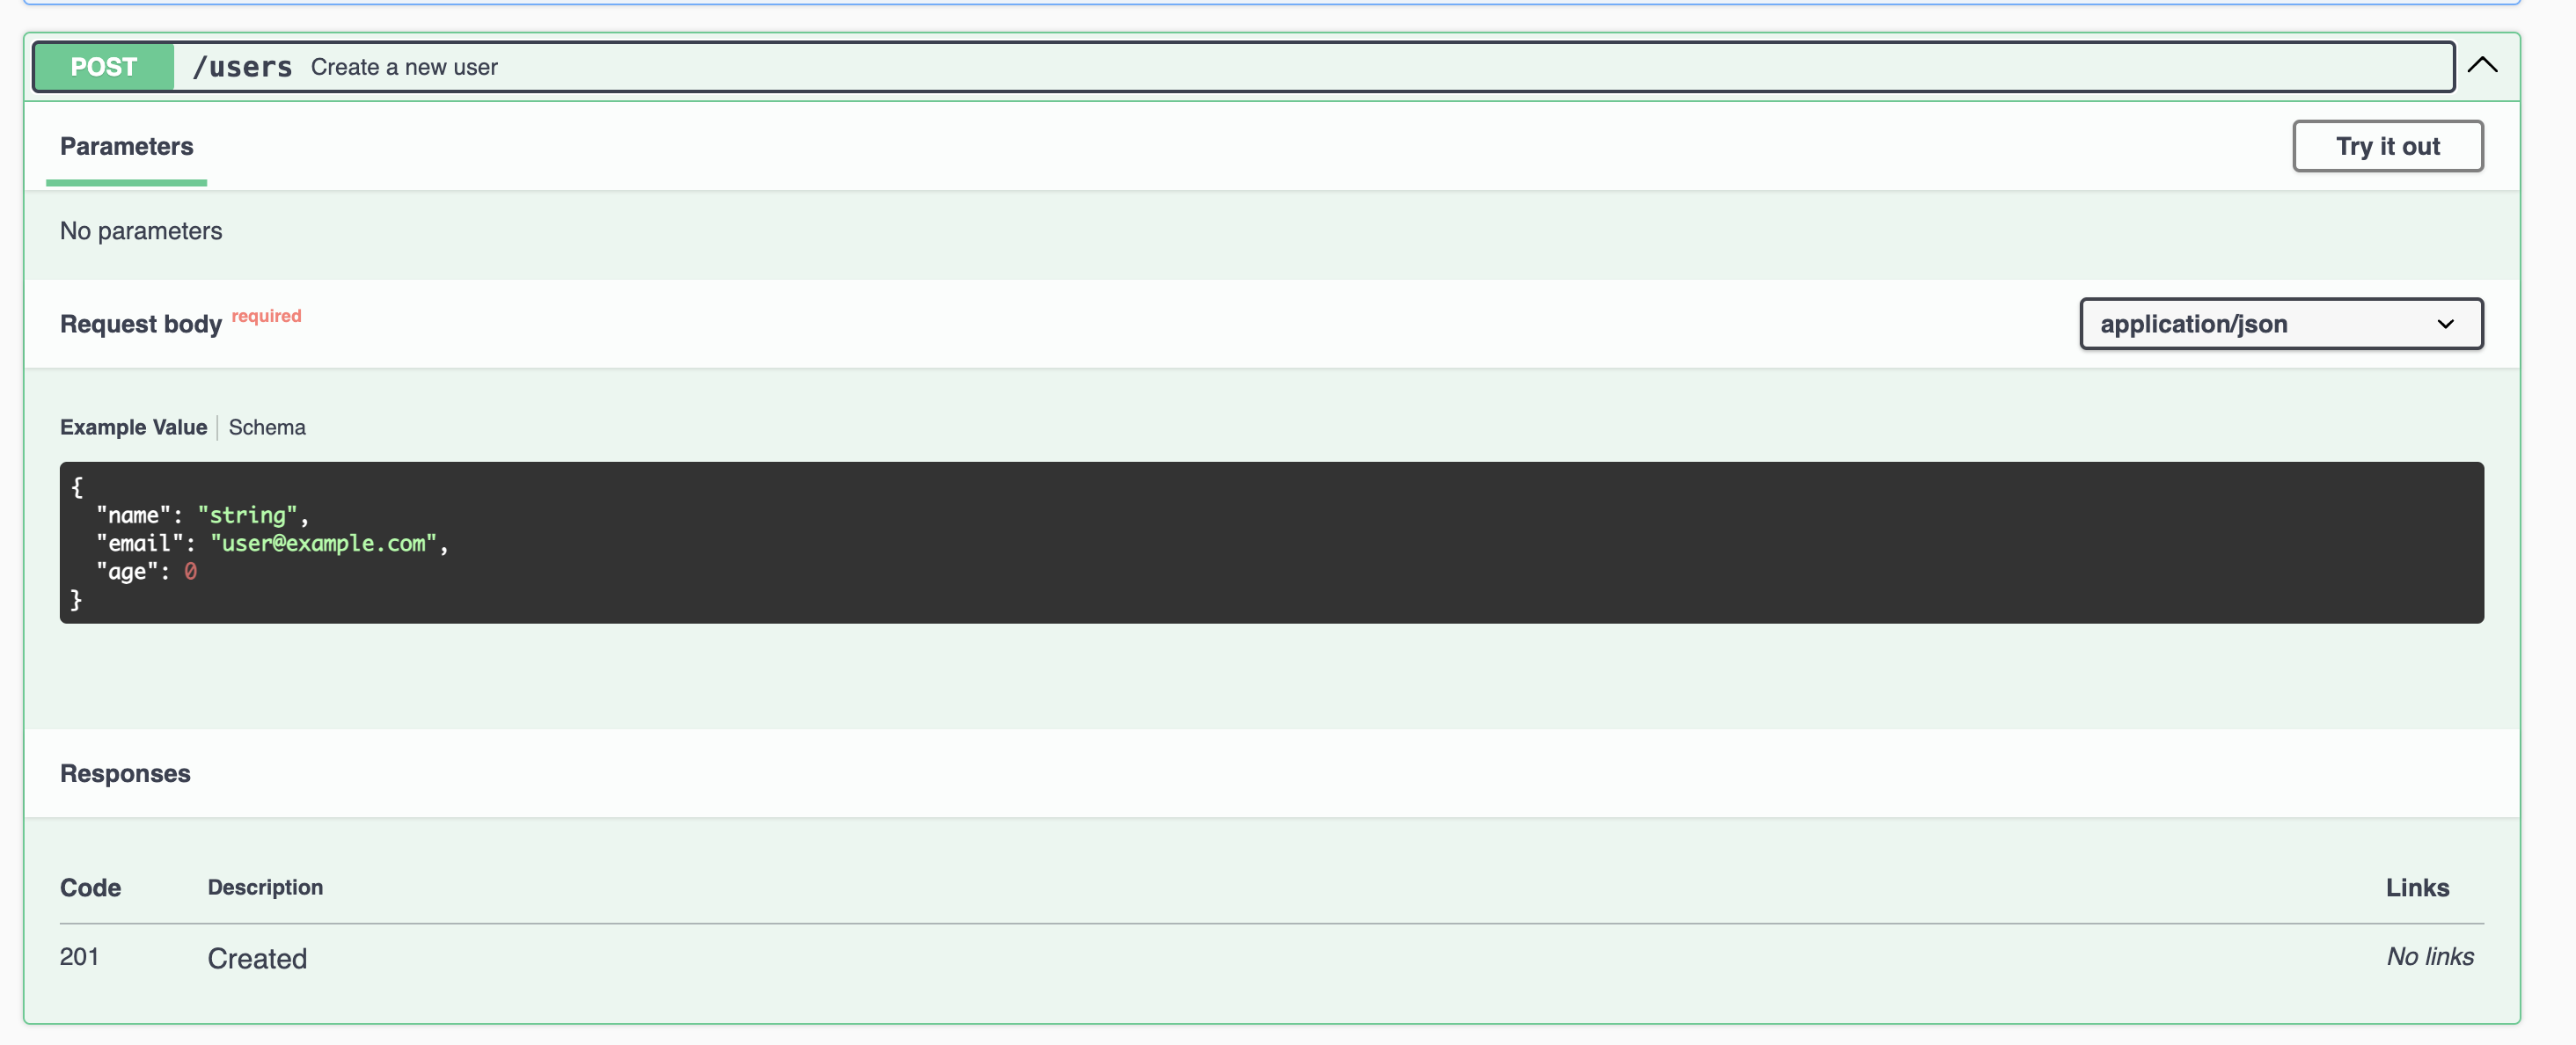 POST /users Create a new user
Parameters Try it out
No parameters
Request body required application/json
Example Value Schema
{
  "name": "string",
  "email": "user@example.com",
  "age": 0
}
Responses
Code Description Links
201 Created No links